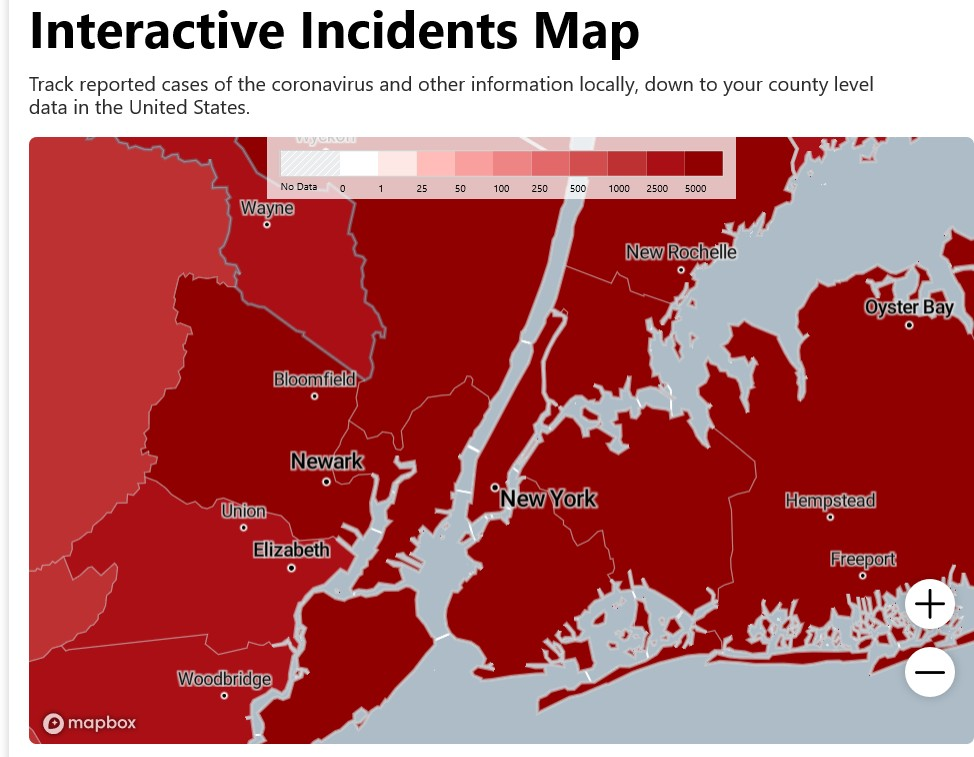 Interactive Incidents Map
Track reported cases of the coronavirus and other information locally, down to your county level
data in the United States.
Wyckoff
No Data 0 1 25 50 100 250 500 1000 2500 5000
Wayne
New Rochelle
Oyster Bay
Bloomfield
Newark
New York
Hempstead
Union
Elizabeth
Freeport
Woodbridge
mapbox